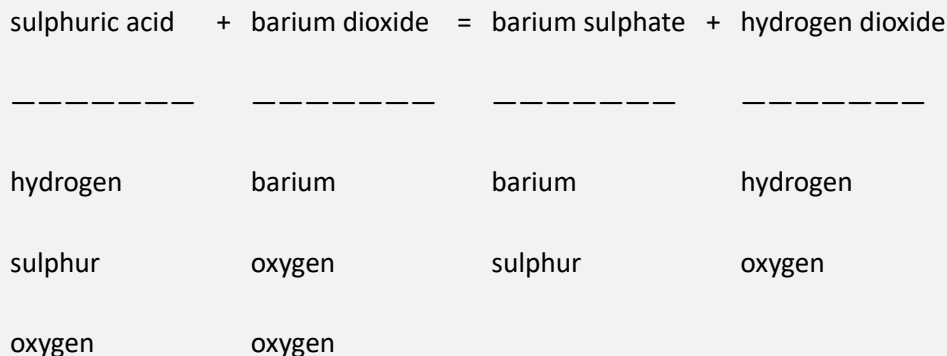 sulphuric acid + barium dioxide = barium sulphate + hydrogen dioxide
——————— ——————— ——————— ———————
hydrogen barium barium hydrogen
sulphur oxygen sulphur oxygen
oxygen oxygen